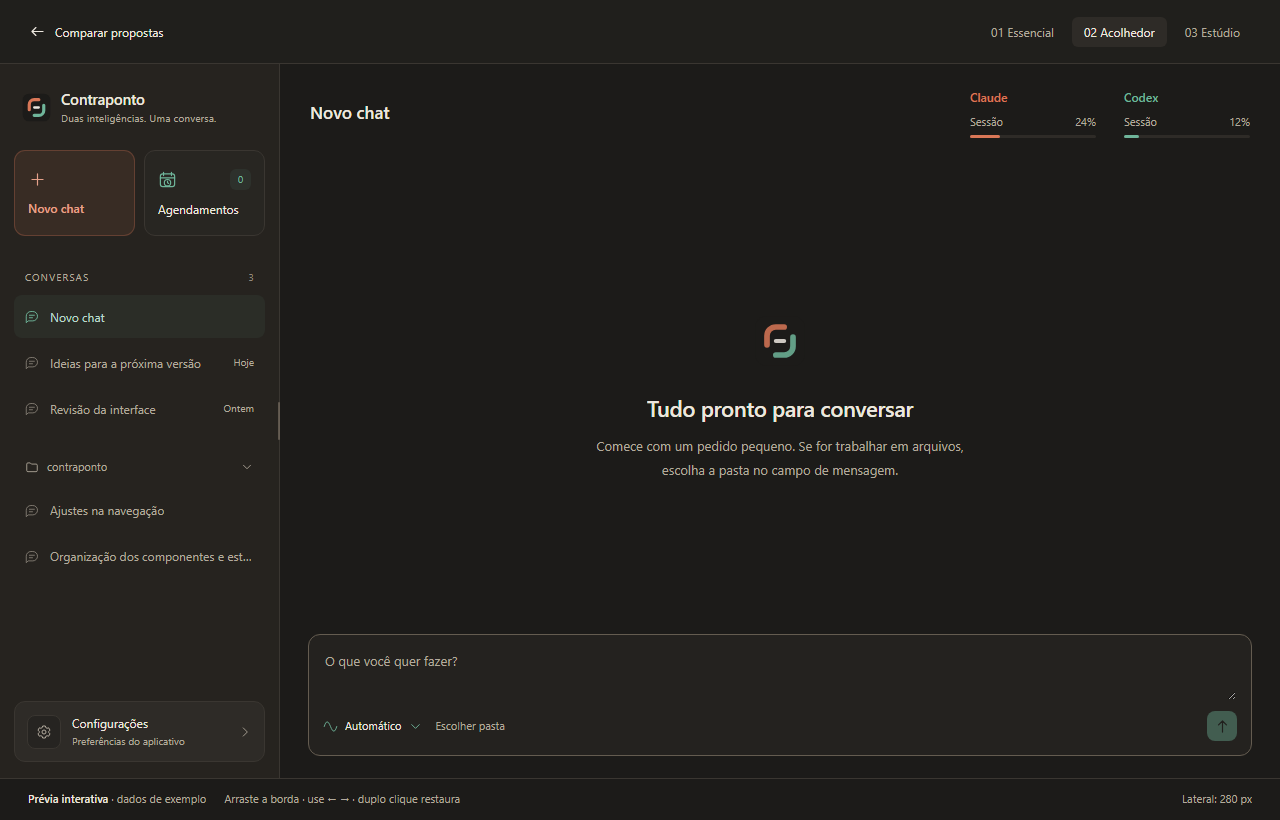 Comparar propostas
01 Essencial
02 Acolhedor
03 Estúdio
Contraponto
Duas inteligências. Uma conversa.
Novo chat
0
Agendamentos
CONVERSAS
3
Novo chat
Ideias para a próxima versão
Hoje
Revisão da interface
Ontem
contraponto
Ajustes na navegação
Organização dos componentes e est...
Configurações
Preferências do aplicativo
Novo chat
Claude
Sessão
24%
Codex
Sessão
12%
Tudo pronto para conversar
Comece com um pedido pequeno. Se for trabalhar em arquivos,
escolha a pasta no campo de mensagem.
O que você quer fazer?
Automático
Escolher pasta
Prévia interativa · dados de exemplo
Arraste a borda · use ← → · duplo clique restaura
Lateral: 280 px